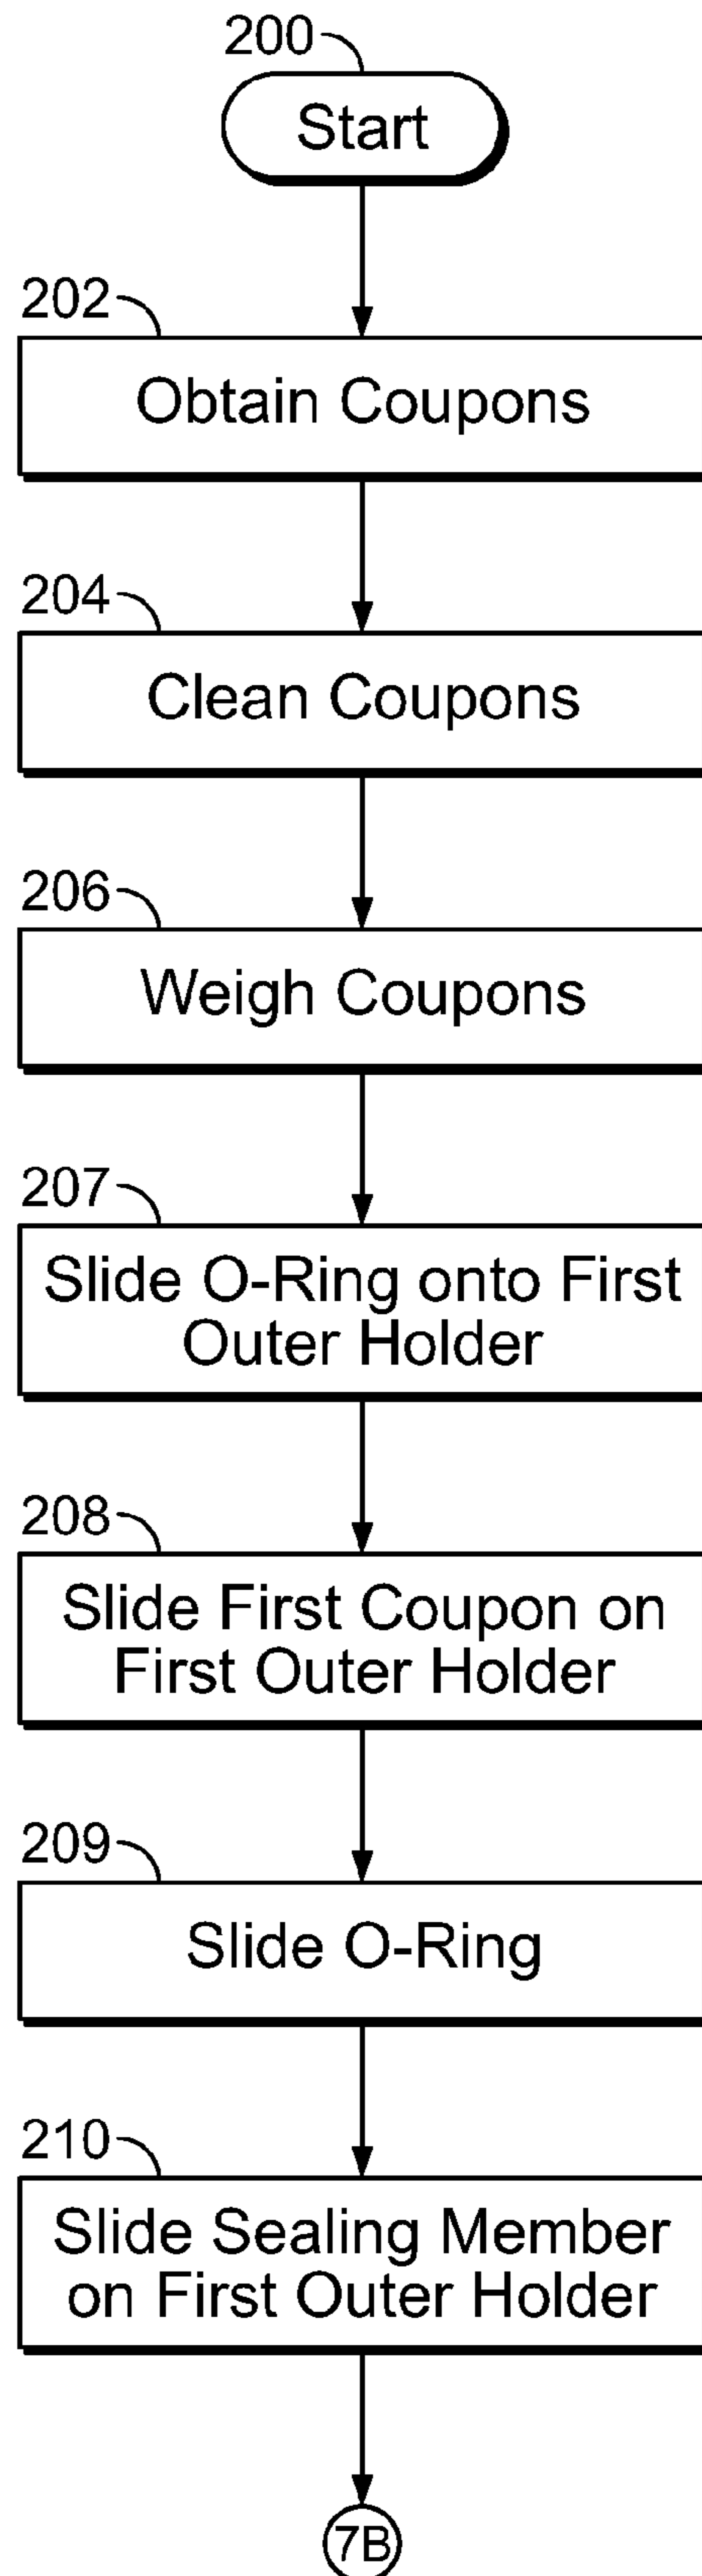 200
Start
202
Obtain Coupons
204
Clean Coupons
206
Weigh Coupons
207
Slide O-Ring onto First
Outer Holder
208
Slide First Coupon on
First Outer Holder
209
Slide O-Ring
210
Slide Sealing Member
on First Outer Holder
7B